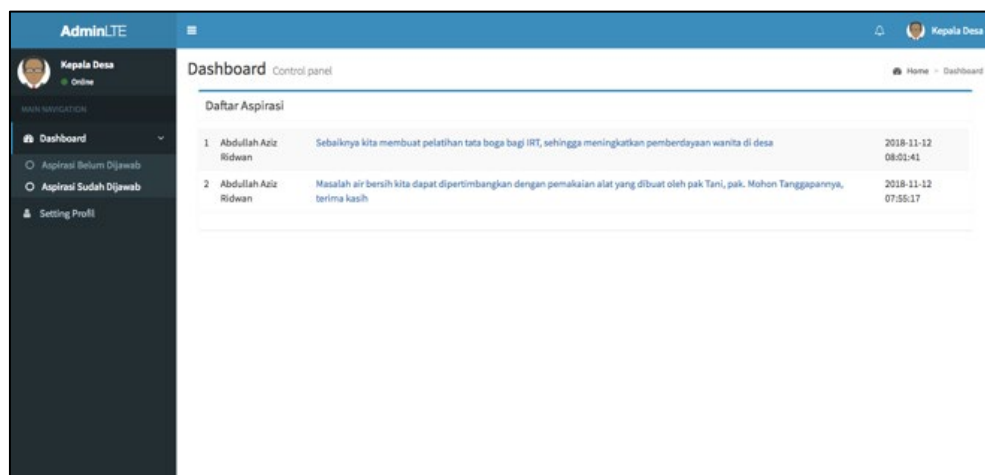 AdminLTE
Kepala Desa
Kepala Desa
Online
Dashboard Control panel
Home > Dashboard
MAIN NAVIGATION
Dashboard
Aspirasi Belum Dijawab
Aspirasi Sudah Dijawab
Setting Profil
Daftar Aspirasi
1 Abdullah Aziz Sebaiknya kita membuat pelatihan tata boga bagi IRT, sehingga meningkatkan pemberdayaan wanita di desa 2018-11-12
Ridwan 08:01:41
2 Abdullah Aziz Masalah air bersih kita dapat dipertimbangkan dengan pemakaian alat yang dibuat oleh pak Tani, pak. Mohon Tanggapannya, 2018-11-12
Ridwan terima kasih 07:55:17